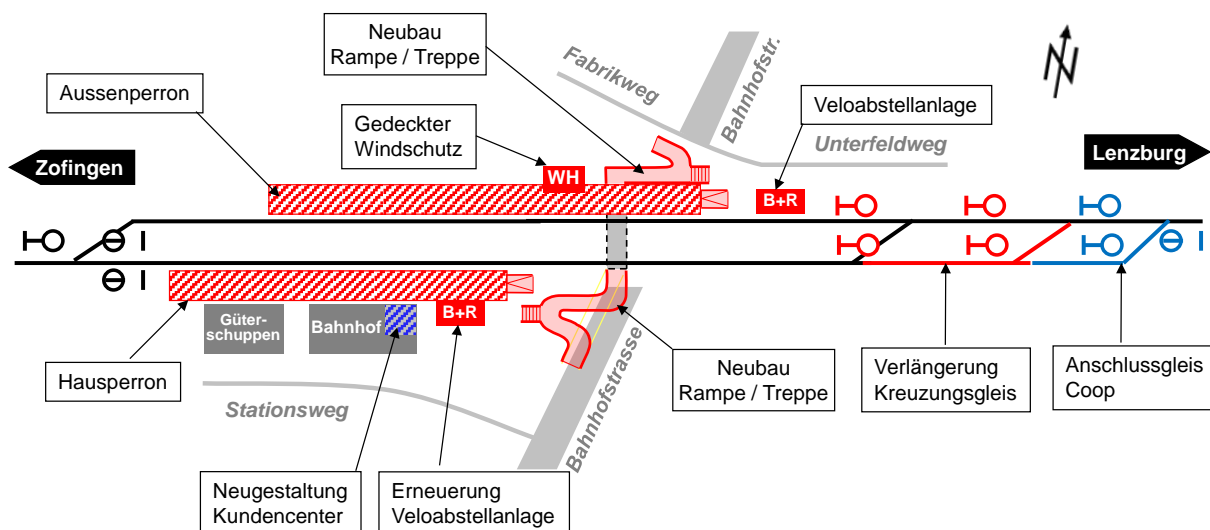 Neubau
Rampe / Treppe
Bahnhofstr.
Fabrikweg
N
Aussenperron
Gedeckter
Windschutz
Veloabstellanlage
Unterfeldweg
Zofingen
Lenzburg
WH
B+R
Güter-
schuppen
Bahnhof
B+R
Hausperron
Stationsweg
Bahnhofstrasse
Neubau
Rampe / Treppe
Verlängerung
Kreuzungsgleis
Anschlussgleis
Coop
Neugestaltung
Kundencenter
Erneuerung
Veloabstellanlage